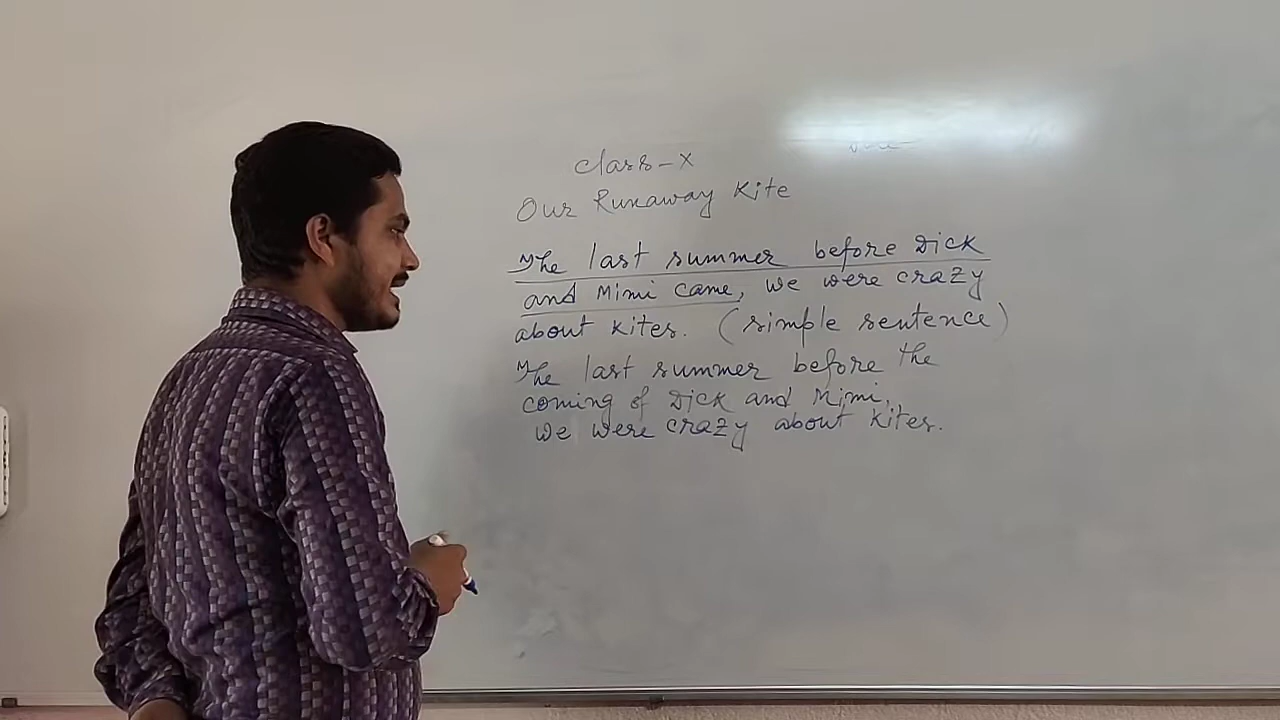 class-X
Our Runaway Kite
The last summer before Dick
and Mimi came, we were crazy
about kites. (simple sentence)
The last summer before the
coming of Dick and Mimi,
we were crazy about kites.